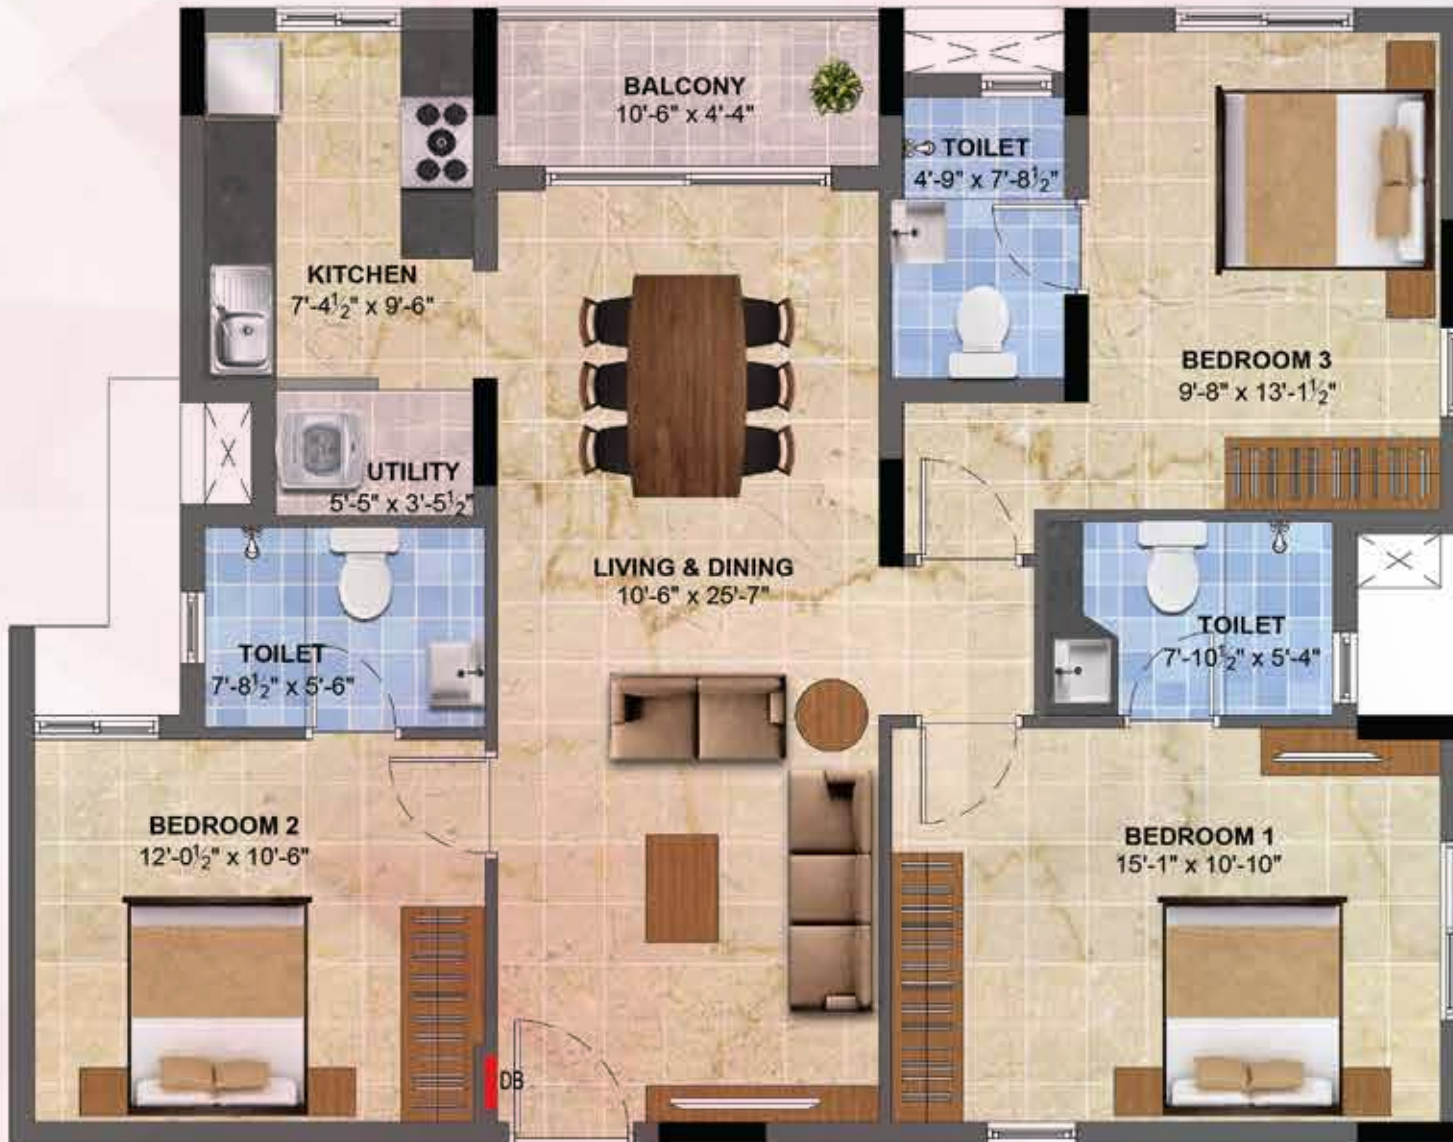 BALCONY
10'-6" x 4'-4"
TOILET
4'-9" x 7'-8½"
KITCHEN
7'-4½" x 9'-6"
BEDROOM 3
9'-8" x 13'-1½"
UTILITY
5'-5" x 3'-5½"
LIVING & DINING
10'-6" x 25'-7"
TOILET
7'-8½" x 5'-6"
TOILET
7'-10½" x 5'-4"
BEDROOM 2
12'-0½" x 10'-6"
BEDROOM 1
15'-1" x 10'-10"
DB